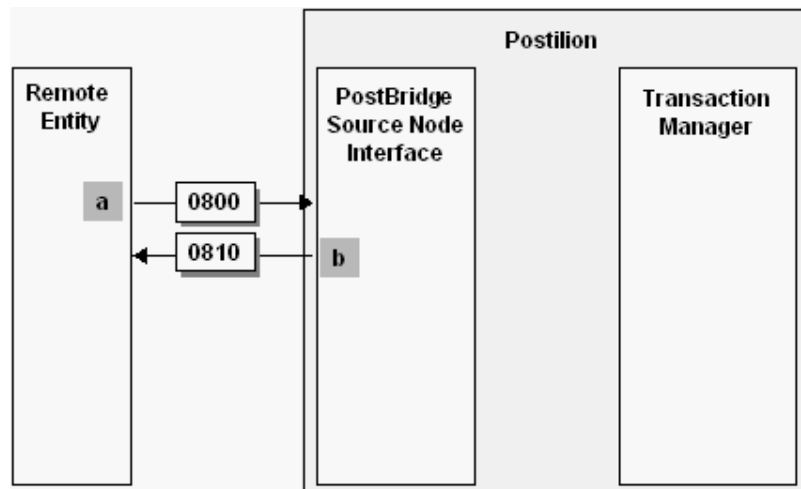 Postilion
Remote
Entity
PostBridge
Source Node
Interface
Transaction
Manager
a
0800
0810
b